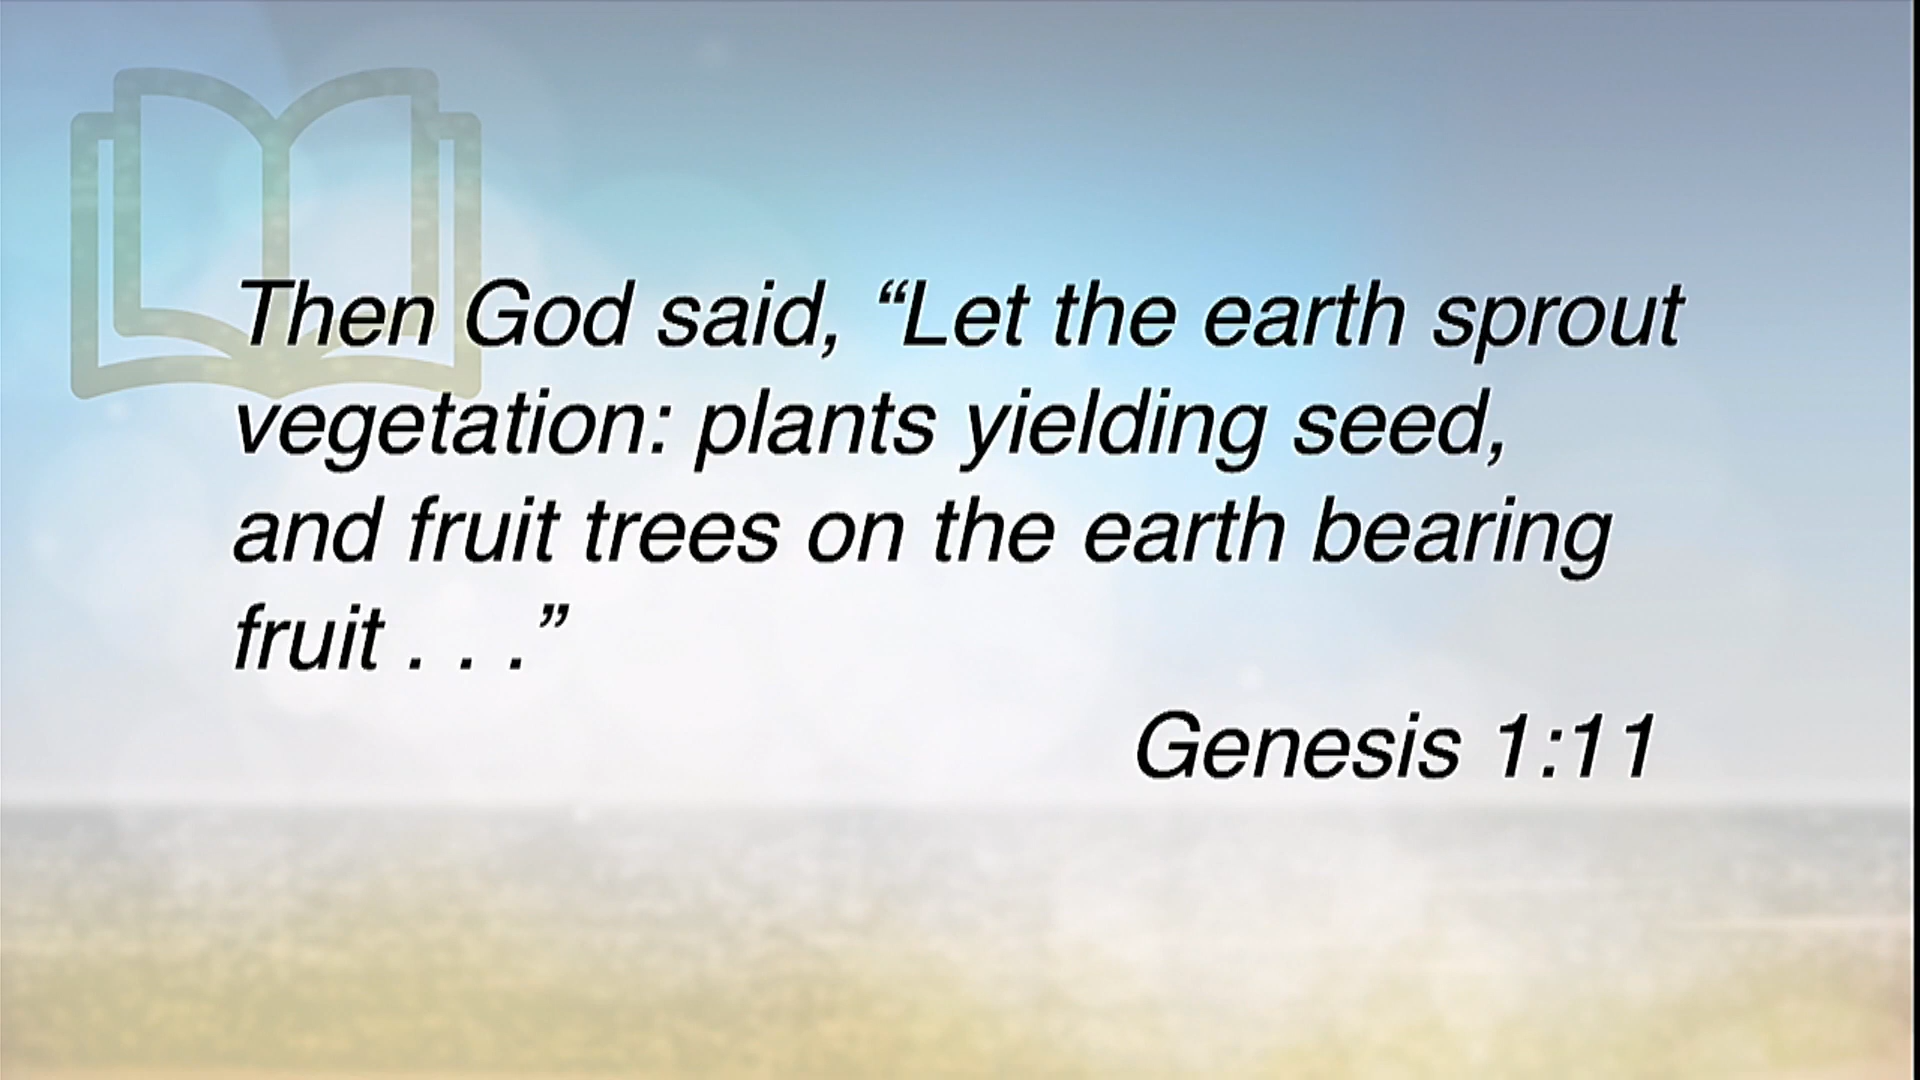 Then God said, “Let the earth sprout
vegetation: plants yielding seed,
and fruit trees on the earth bearing
fruit . . .”
Genesis 1:11